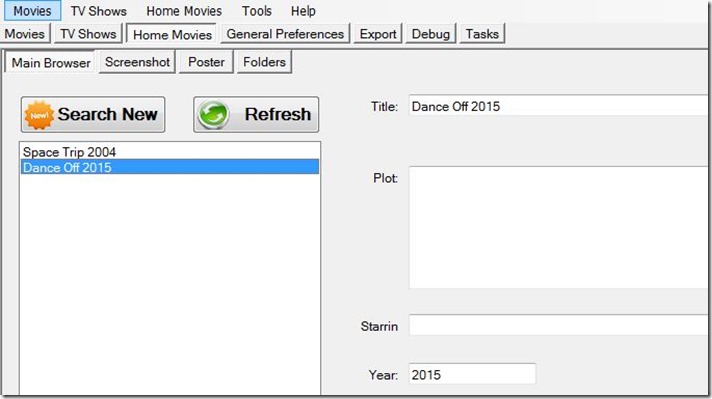 Movies TV Shows Home Movies Tools Help
Movies TV Shows Home Movies General Preferences Export Debug Tasks
Main Browser Screenshot Poster Folders
New! Search New Refresh
Title: Dance Off 2015
Space Trip 2004
Dance Off 2015
Plot:
Starrin
Year: 2015